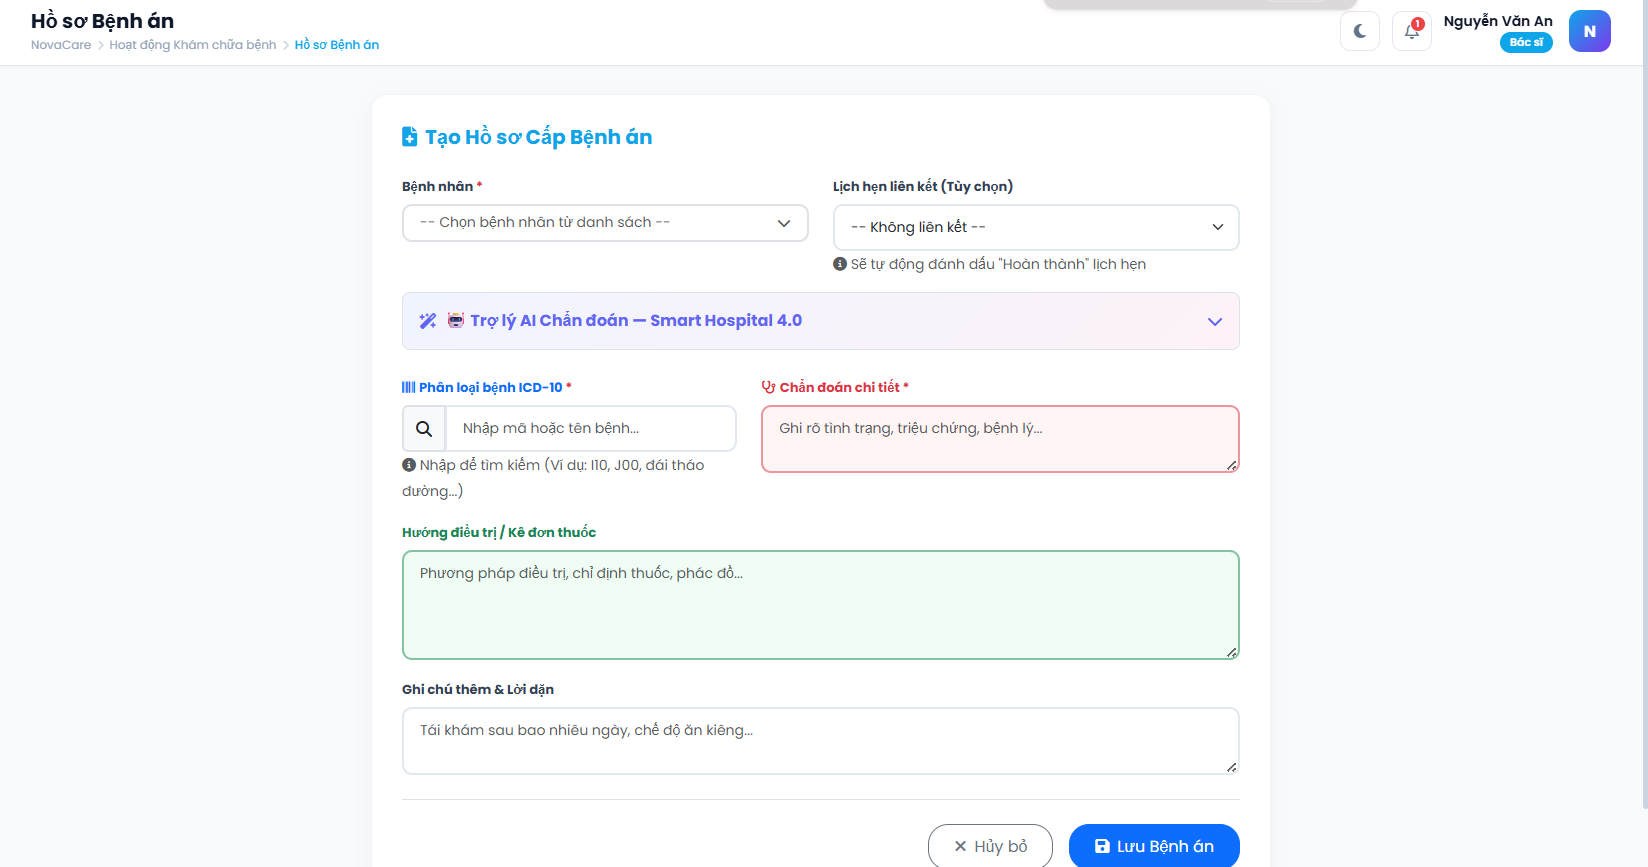 Hồ sơ Bệnh án
NovaCare > Hoạt động Khám chữa bệnh > Hồ sơ Bệnh án
1
Nguyễn Văn An
Bác sĩ
N
Tạo Hồ sơ Cấp Bệnh án
Bệnh nhân *
-- Chọn bệnh nhân từ danh sách --
Lịch hẹn liên kết (Tùy chọn)
-- Không liên kết --
Sẽ tự động đánh dấu "Hoàn thành" lịch hẹn
Trợ lý AI Chẩn đoán — Smart Hospital 4.0
Phân loại bệnh ICD-10 *
Nhập mã hoặc tên bệnh...
Nhập để tìm kiếm (Ví dụ: I10, J00, đái tháo
đường...)
Chẩn đoán chi tiết *
Ghi rõ tình trạng, triệu chứng, bệnh lý...
Hướng điều trị / Kê đơn thuốc
Phương pháp điều trị, chỉ định thuốc, phác đồ...
Ghi chú thêm & Lời dặn
Tái khám sau bao nhiêu ngày, chế độ ăn kiêng...
Hủy bỏ
Lưu Bệnh án